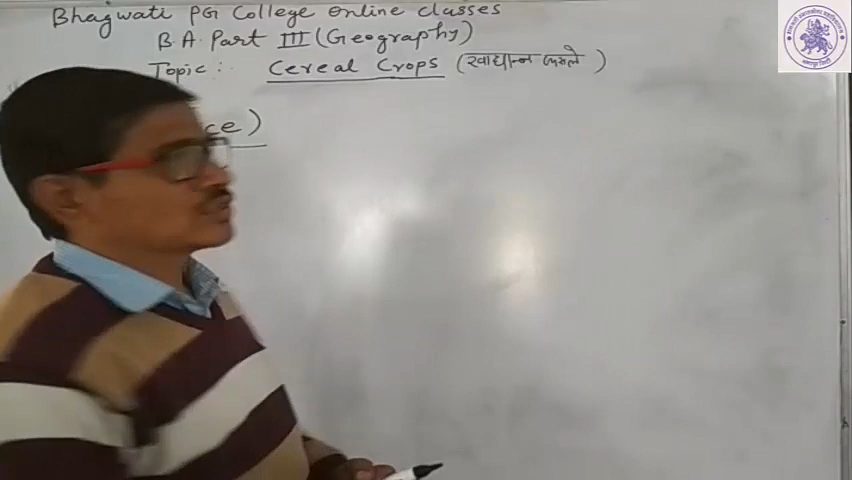 Bhagwati PG College online classes
B.A. Part III (Geography)
Topic :- Cereal Crops (खाद्यान्न फसले )
ce)